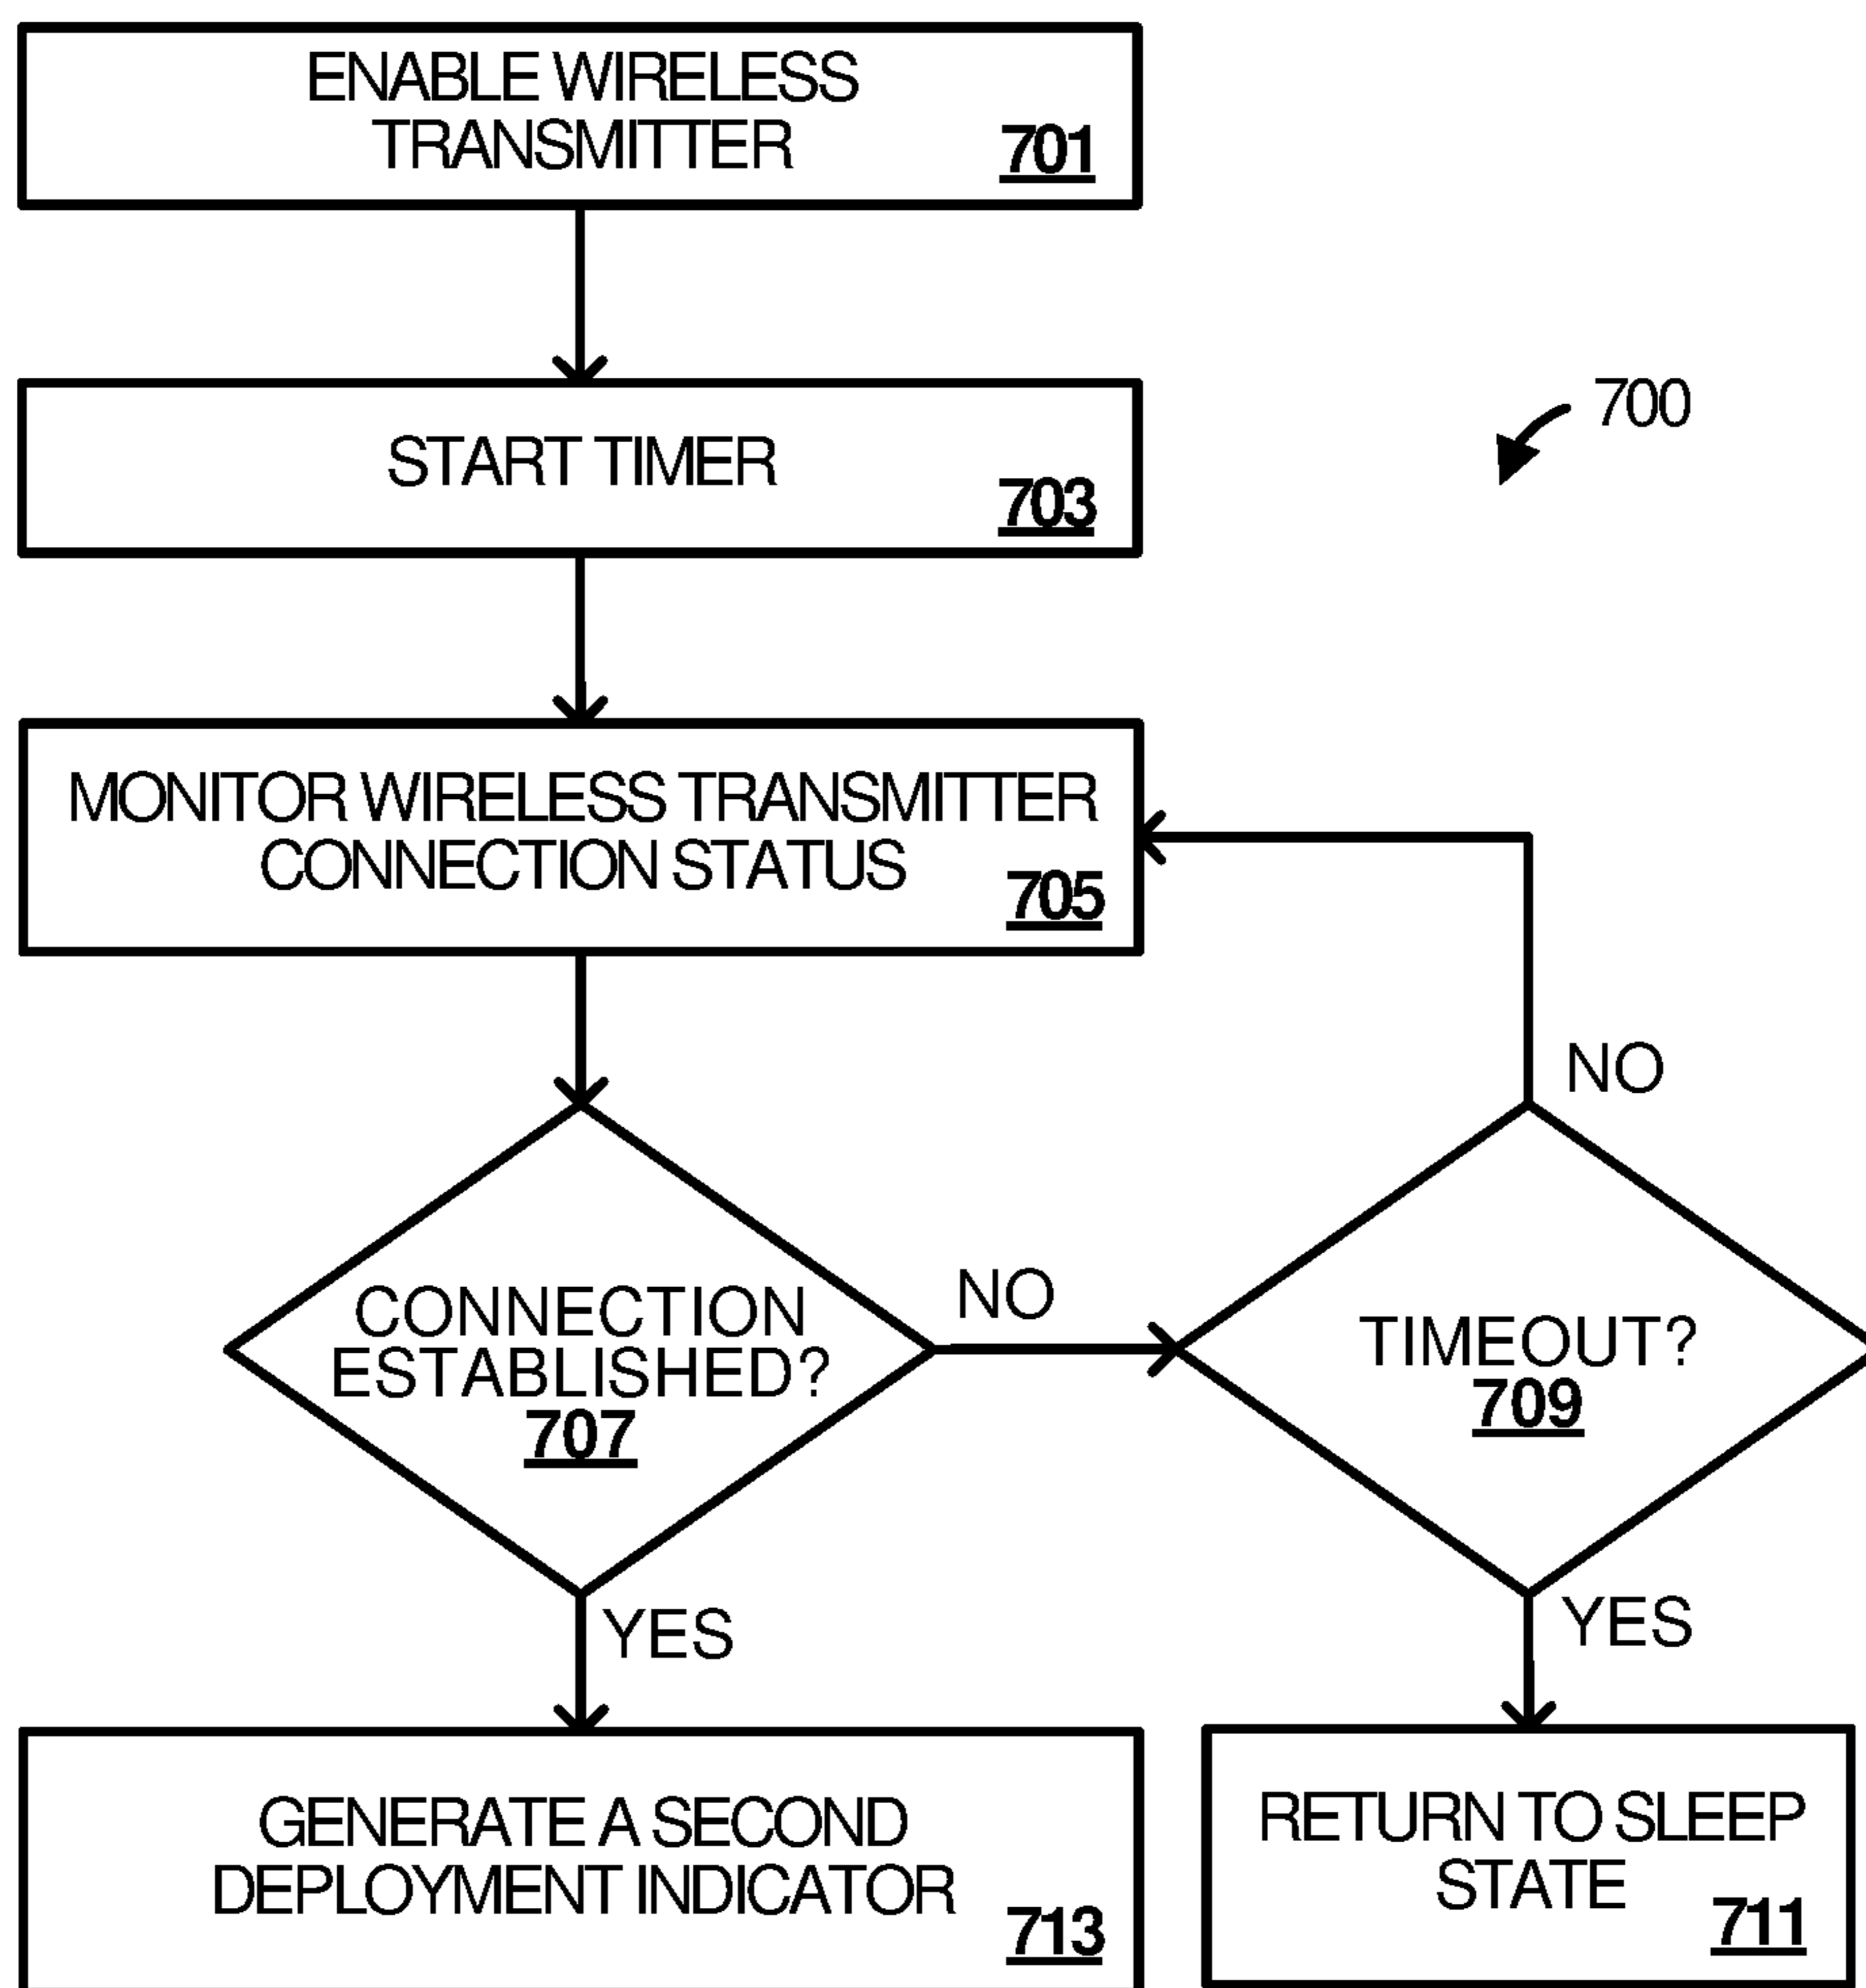 ENABLE WIRELESS
TRANSMITTER
701
START TIMER
703
700
MONITOR WIRELESS TRANSMITTER
CONNECTION STATUS
705
NO
CONNECTION
ESTABLISHED?
707
NO
TIMEOUT?
709
YES
YES
GENERATE A SECOND
DEPLOYMENT INDICATOR
713
RETURN TO SLEEP
STATE
711